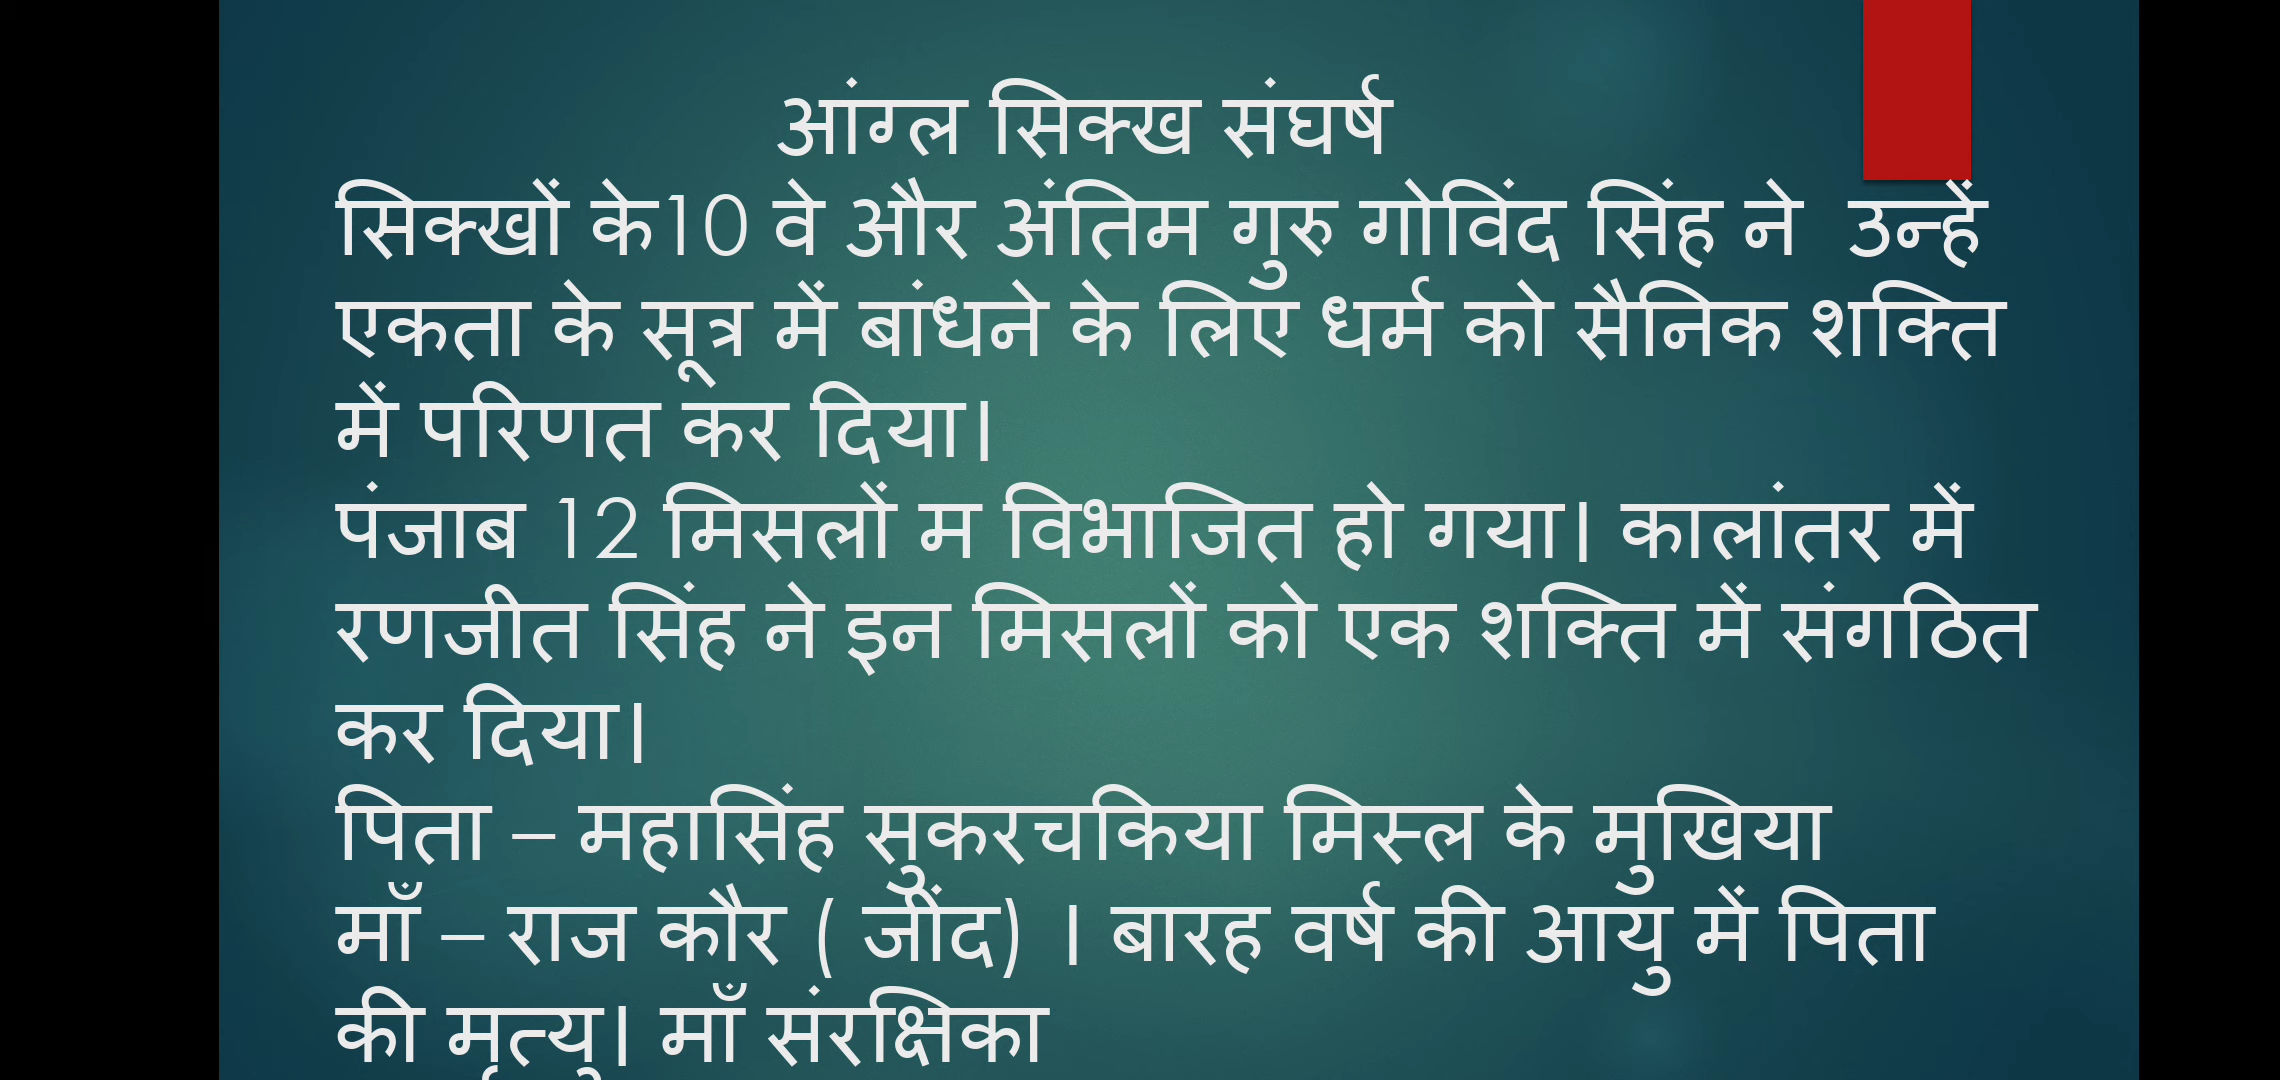 आंग्ल सिक्ख संघर्ष
सिक्खों के10 वे और अंतिम गुरु गोविंद सिंह ने उन्हें
एकता के सूत्र में बांधने के लिए धर्म को सैनिक शक्ति
में परिणत कर दिया।
पंजाब 12 मिसलों म विभाजित हो गया। कालांतर में
रणजीत सिंह ने इन मिसलों को एक शक्ति में संगठित
कर दिया।
पिता – महासिंह सुकरचकिया मिस्ल के मुखिया
माँ – राज कौर ( जींद) । बारह वर्ष की आयु में पिता
की मृत्यु। माँ संरक्षिका